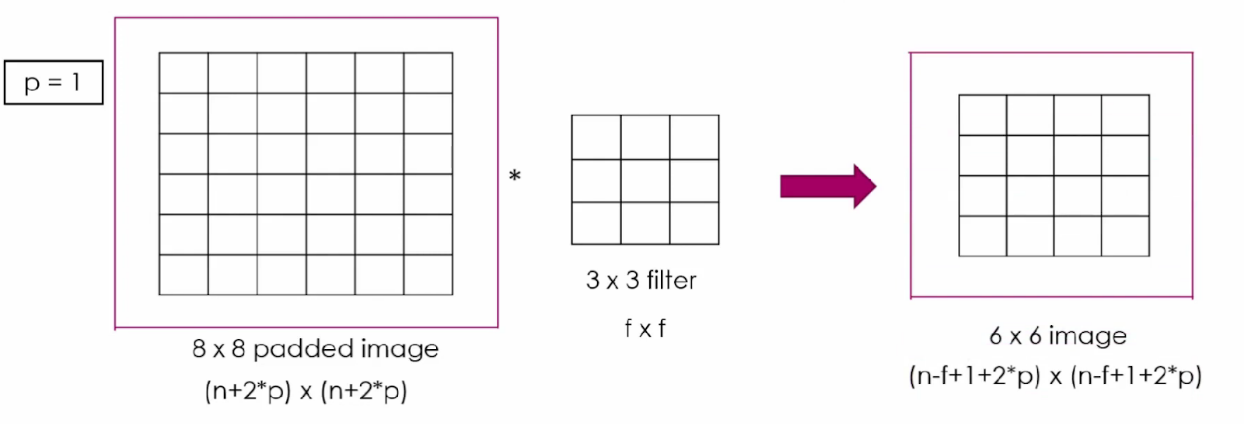 p = 1
*
3 x 3 filter
f x f
8 x 8 padded image
(n+2*p) x (n+2*p)
6 x 6 image
(n-f+1+2*p) x (n-f+1+2*p)